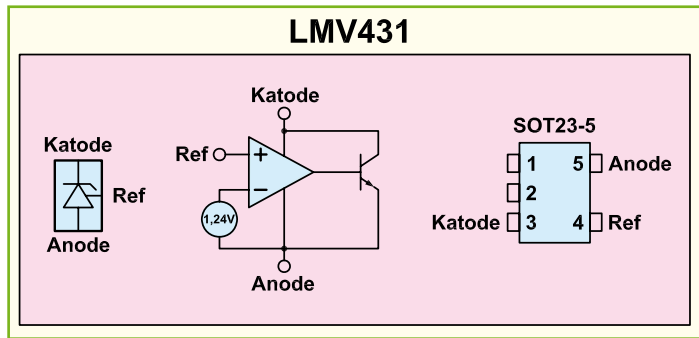 LMV431
Katode
Ref
Anode
Katode
Ref
+
−
1,24V
Anode
SOT23-5
1 5 Anode
2
Katode 3 4 Ref